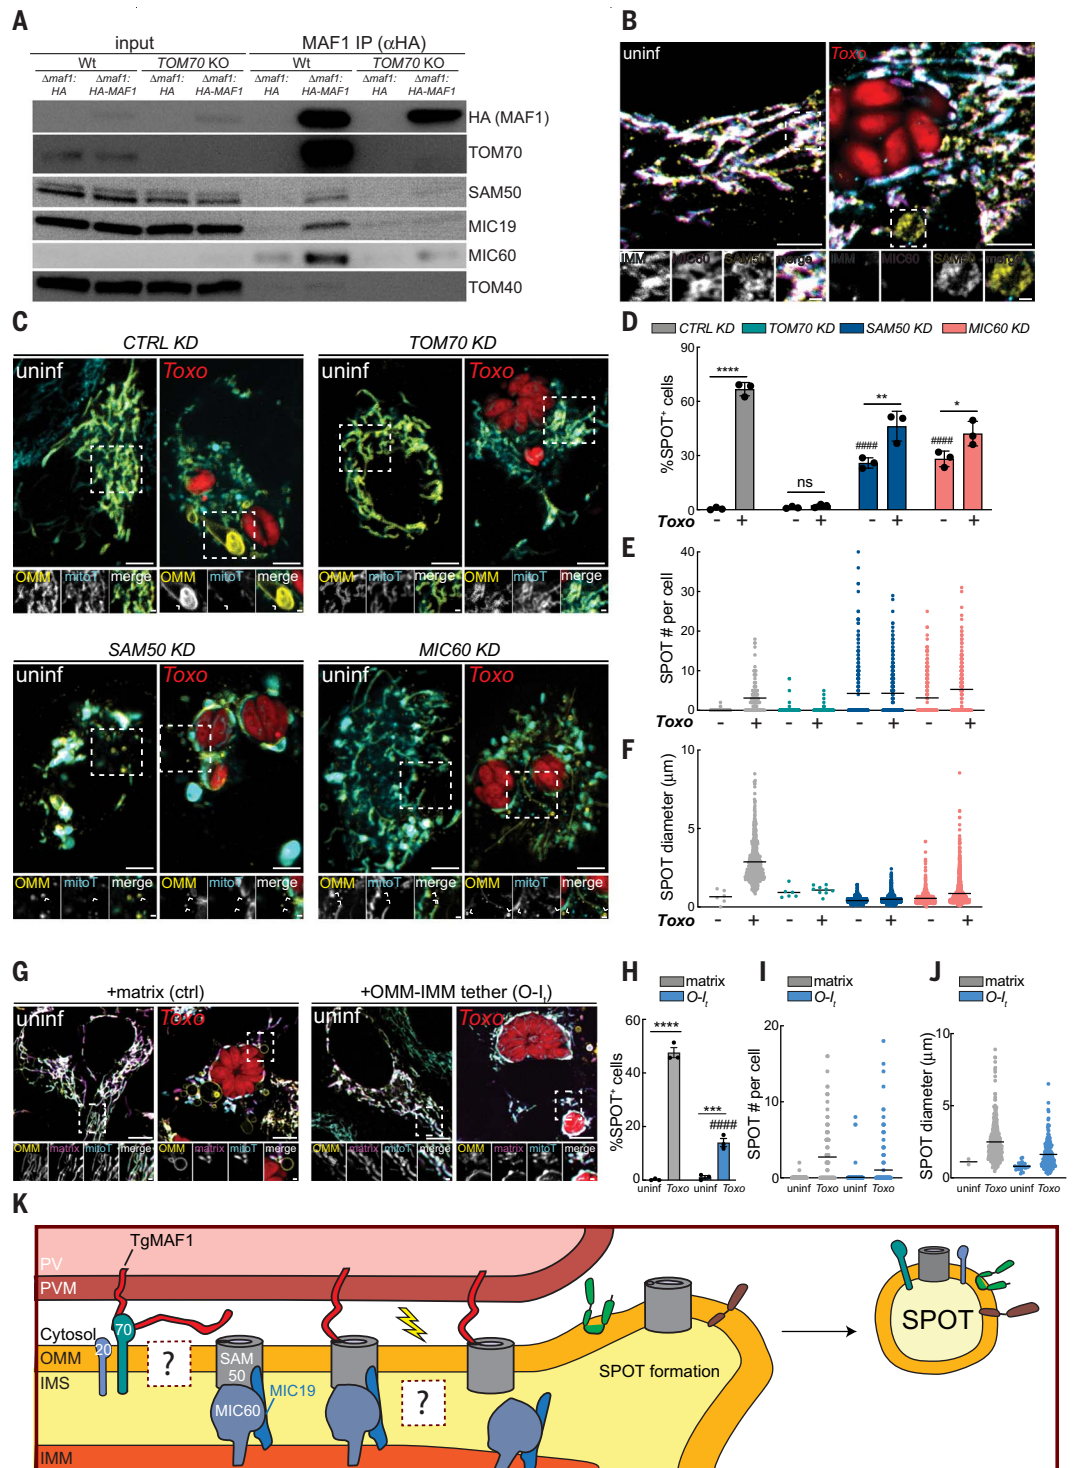 A
input
MAF1 IP (αHA)
Wt
TOM70 KO
Wt
TOM70 KO
Δmaf1: HA
Δmaf1: HA-MAF1
Δmaf1: HA
Δmaf1: HA-MAF1
Δmaf1: HA
Δmaf1: HA-MAF1
Δmaf1: HA
Δmaf1: HA-MAF1
HA (MAF1)
TOM70
SAM50
MIC19
MIC60
TOM40
B
uninf
Toxo
IMM MIC60 SAM50 merge
IMM MIC60 SAM50 merge
C
CTRL KD
TOM70 KD
uninf
Toxo
uninf
Toxo
OMM mitoT merge
OMM mitoT merge
OMM mitoT merge
OMM mitoT merge
SAM50 KD
MIC60 KD
uninf
Toxo
uninf
Toxo
OMM mitoT merge
OMM mitoT merge
OMM mitoT merge
OMM mitoT merge
D
CTRL KD TOM70 KD SAM50 KD MIC60 KD
%SPOT+ cells
90
60
30
0
****
ns
####
**
####
*
Toxo - + - + - + - +
E
SPOT # per cell
40
30
20
10
0
Toxo - + - + - + - +
F
SPOT diameter (μm)
10
5
0
Toxo - + - + - + - +
G
+matrix (ctrl)
+OMM-IMM tether (O-It)
uninf
Toxo
uninf
Toxo
OMM matrix mitoT merge
OMM matrix mitoT merge
OMM matrix mitoT merge
OMM matrix mitoT merge
H
matrix
O-It
%SPOT+ cells
60
40
20
0
****
***
####
uninf Toxo uninf Toxo
I
matrix
O-It
SPOT # per cell
20
10
0
uninf Toxo uninf Toxo
J
matrix
O-It
SPOT diameter (μm)
10
5
0
uninf Toxo uninf Toxo
K
TgMAF1
PV
PVM
Cytosol
OMM
IMS
IMM
20
70
?
SAM
50
MIC60
MIC19
?
SPOT formation
SPOT